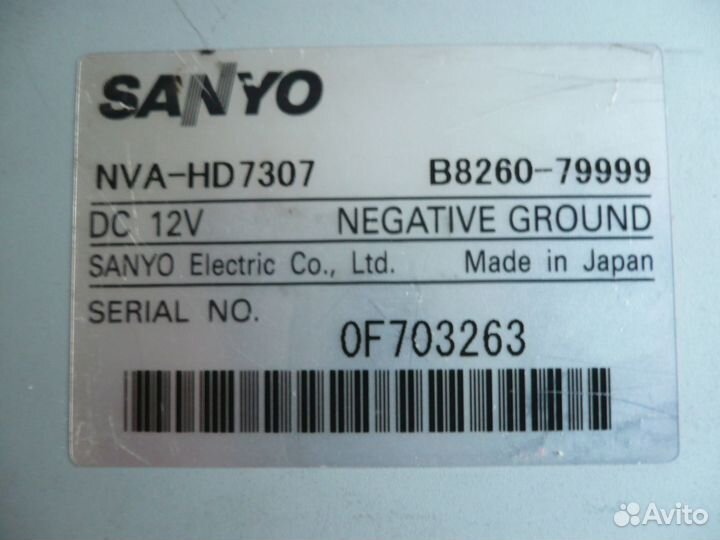 SANYO
NVA-HD7307 B8260-79999
DC 12V NEGATIVE GROUND
SANYO Electric Co., Ltd. Made in Japan
SERIAL NO.
0F703263
Avito